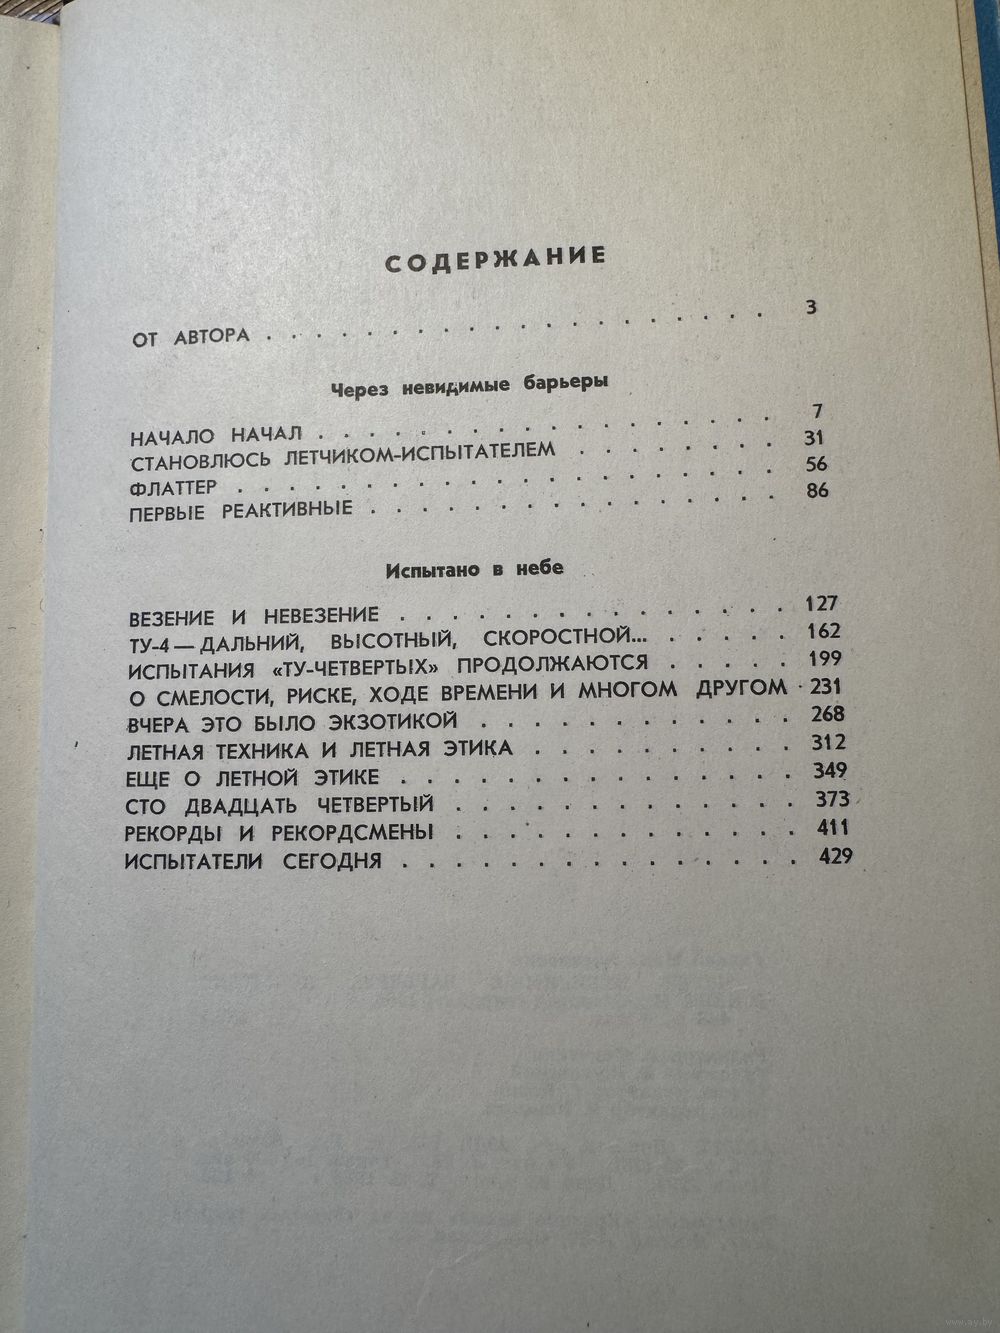 СОДЕРЖАНИЕ
ОТ АВТОРА . . . . . . . . . . . . . . . . . . . 3
Через невидимые барьеры
НАЧАЛО НАЧАЛ . . . . . . . . . . . . . . . . . 7
СТАНОВЛЮСЬ ЛЕТЧИКОМ-ИСПЫТАТЕЛЕМ . . . . . . . . 31
ФЛАТТЕР . . . . . . . . . . . . . . . . . . . . 56
ПЕРВЫЕ РЕАКТИВНЫЕ . . . . . . . . . . . . . . . 86
Испытано в небе
ВЕЗЕНИЕ И НЕВЕЗЕНИЕ . . . . . . . . . . . . . . . 127
ТУ-4 — ДАЛЬНИЙ, ВЫСОТНЫЙ, СКОРОСТНОЙ... . . . . . 162
ИСПЫТАНИЯ «ТУ-ЧЕТВЕРТЫХ» ПРОДОЛЖАЮТСЯ . . . . . 199
О СМЕЛОСТИ, РИСКЕ, ХОДЕ ВРЕМЕНИ И МНОГОМ ДРУГОМ . 231
ВЧЕРА ЭТО БЫЛО ЭКЗОТИКОЙ . . . . . . . . . . . . 268
ЛЕТНАЯ ТЕХНИКА И ЛЕТНАЯ ЭТИКА . . . . . . . . . . 312
ЕЩЕ О ЛЕТНОЙ ЭТИКЕ . . . . . . . . . . . . . . . 349
СТО ДВАДЦАТЬ ЧЕТВЕРТЫЙ . . . . . . . . . . . . . 373
РЕКОРДЫ И РЕКОРДСМЕНЫ . . . . . . . . . . . . . 411
ИСПЫТАТЕЛИ СЕГОДНЯ . . . . . . . . . . . . . . . 429
www.ay.by